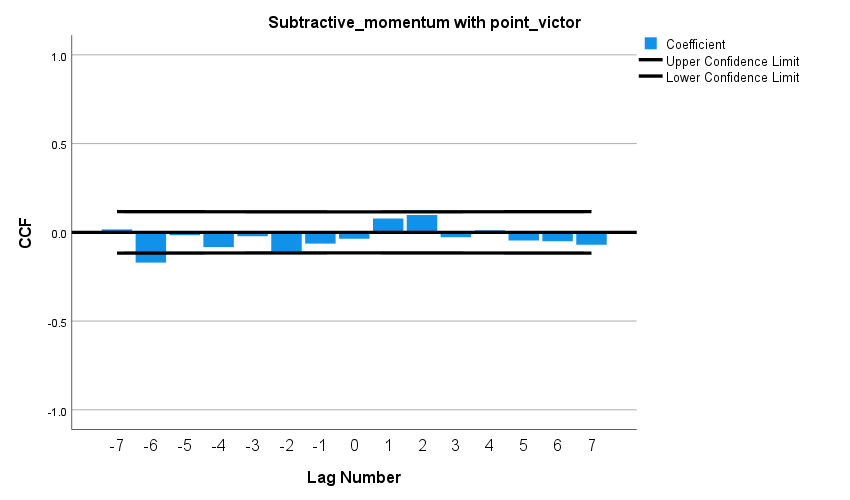 Subtractive_momentum with point_victor
Coefficient
Upper Confidence Limit
Lower Confidence Limit
1.0
0.5
0.0
-0.5
-1.0
CCF
-7 -6 -5 -4 -3 -2 -1 0 1 2 3 4 5 6 7
Lag Number